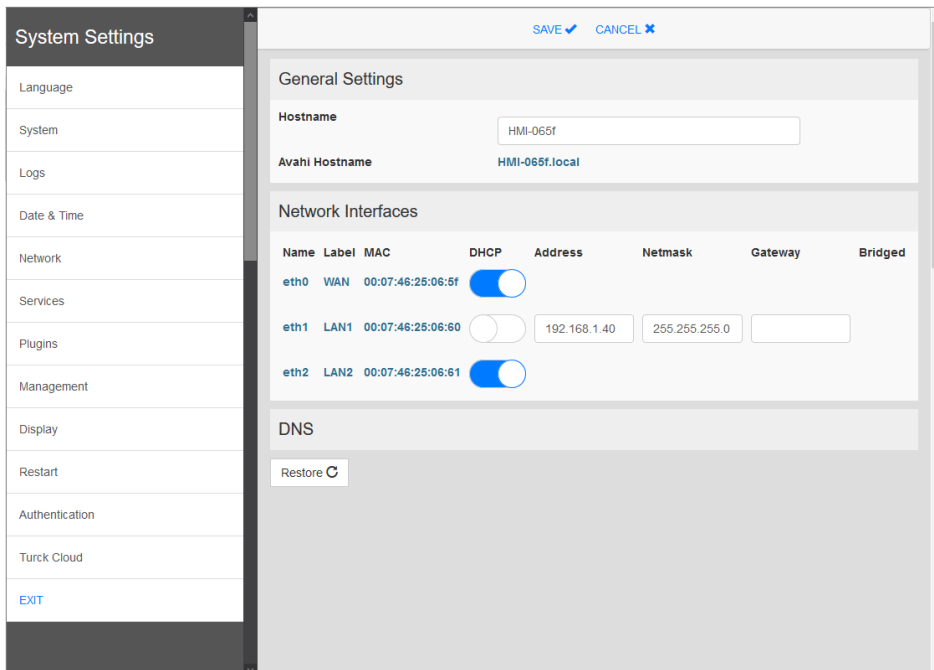 System Settings
Language
System
Logs
Date & Time
Network
Services
Plugins
Management
Display
Restart
Authentication
Turck Cloud
EXIT
SAVE CANCEL
General Settings
Hostname HMI-065f
Avahi Hostname HMI-065f.local
Network Interfaces
Name Label MAC DHCP Address Netmask Gateway Bridged
eth0 WAN 00:07:46:25:06:5f
eth1 LAN1 00:07:46:25:06:60 192.168.1.40 255.255.255.0
eth2 LAN2 00:07:46:25:06:61
DNS
Restore